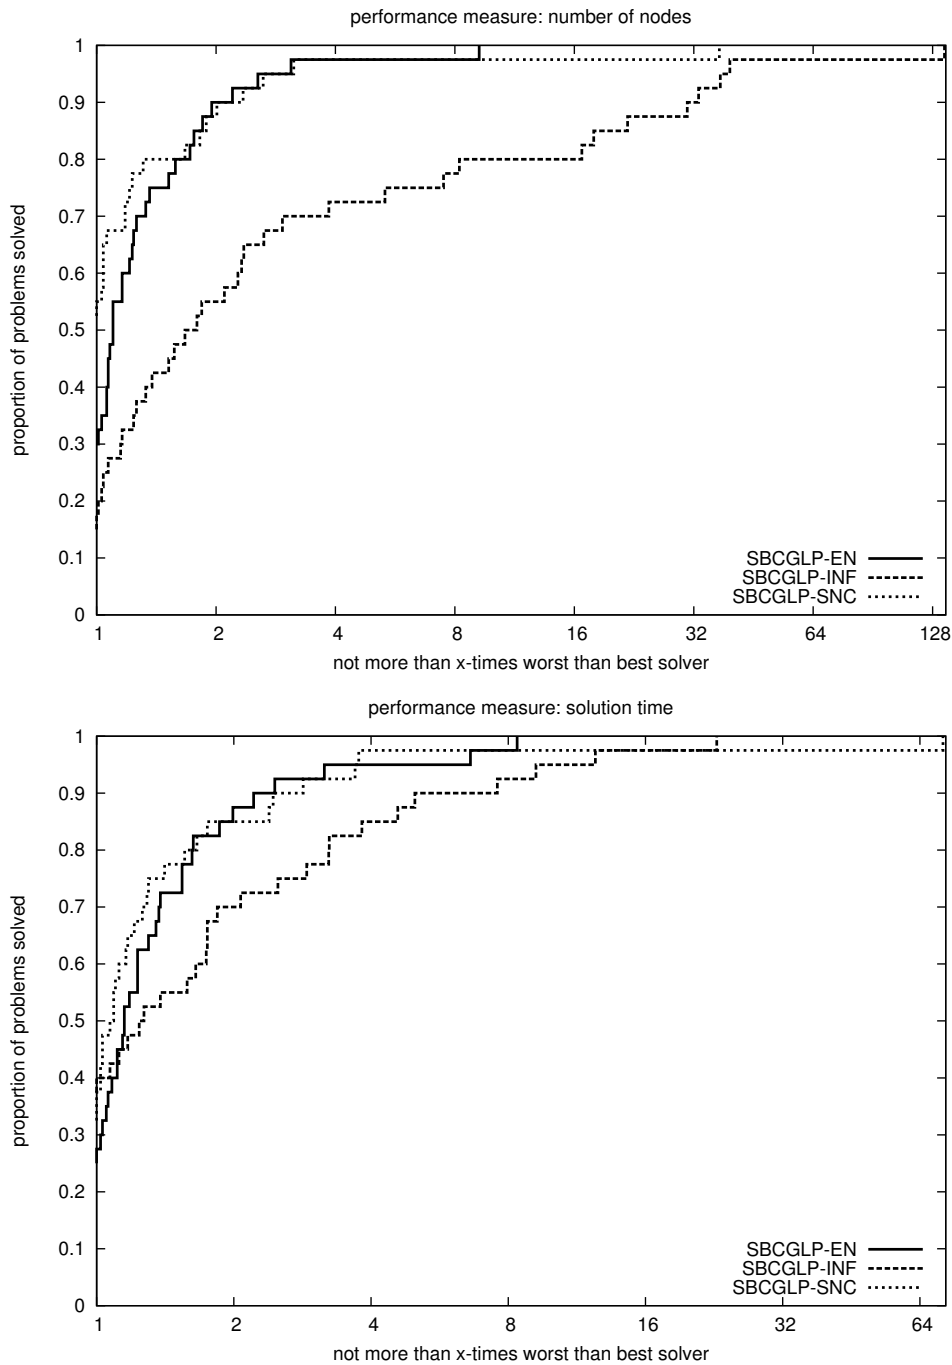 performance measure: number of nodes
1
0.9
0.8
0.7
0.6
0.5
0.4
0.3
0.2
0.1
0
proportion of problems solved
SBCGLP-EN
SBCGLP-INF
SBCGLP-SNC
1 2 4 8 16 32 64 128
not more than x-times worst than best solver
performance measure: solution time
1
0.9
0.8
0.7
0.6
0.5
0.4
0.3
0.2
0.1
0
proportion of problems solved
SBCGLP-EN
SBCGLP-INF
SBCGLP-SNC
1 2 4 8 16 32 64
not more than x-times worst than best solver